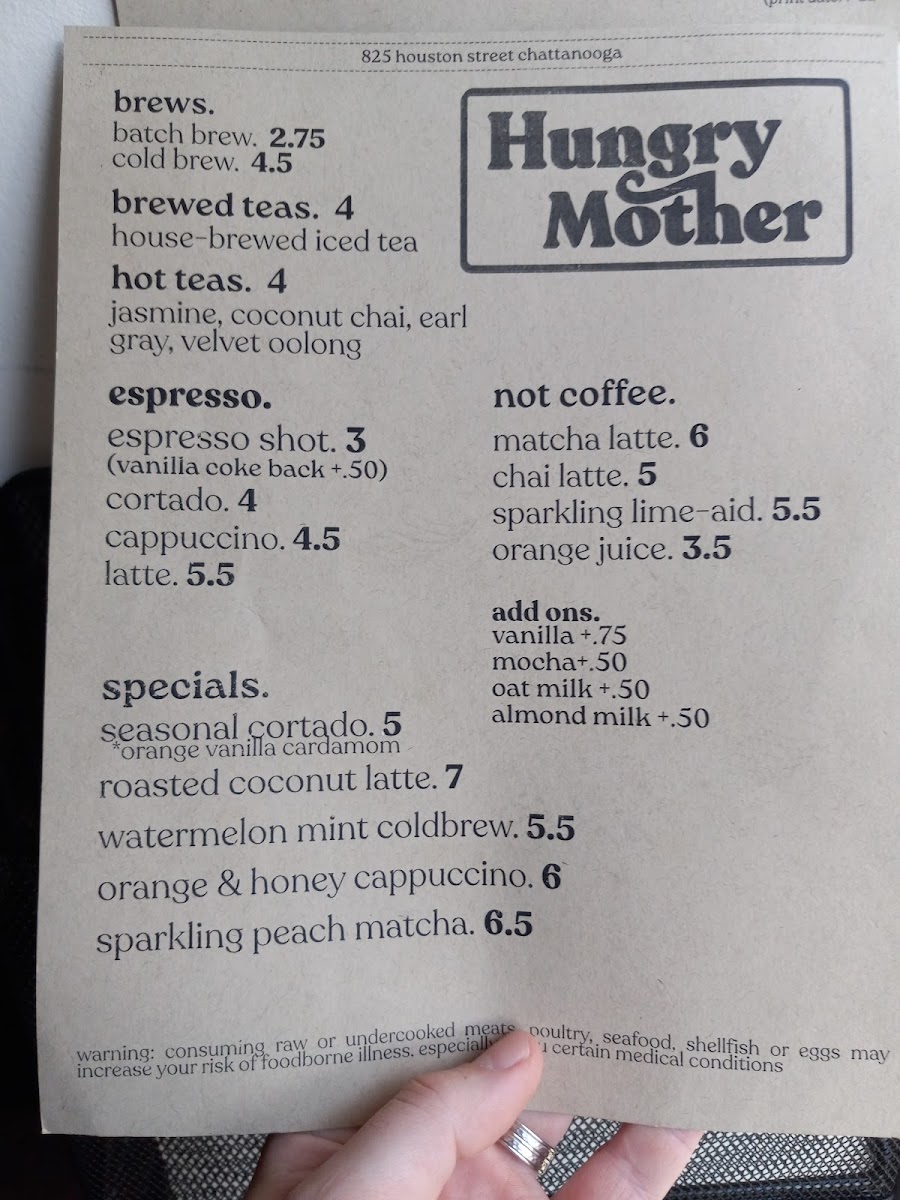 825 houston street chattanooga
Hungry
Mother
brews.
batch brew. 2.75
cold brew. 4.5
brewed teas. 4
house-brewed iced tea
hot teas. 4
jasmine, coconut chai, earl
gray, velvet oolong
espresso.
espresso shot. 3
(vanilla coke back +.50)
cortado. 4
cappuccino. 4.5
latte. 5.5
not coffee.
matcha latte. 6
chai latte. 5
sparkling lime-aid. 5.5
orange juice. 3.5
add ons.
vanilla +.75
mocha+.50
oat milk +.50
almond milk +.50
specials.
seasonal cortado. 5
*orange vanilla cardamom
roasted coconut latte. 7
watermelon mint coldbrew. 5.5
orange & honey cappuccino. 6
sparkling peach matcha. 6.5
warning: consuming raw or undercooked meats, poultry, seafood, shellfish or eggs may
increase your risk of foodborne illness. especially certain medical conditions